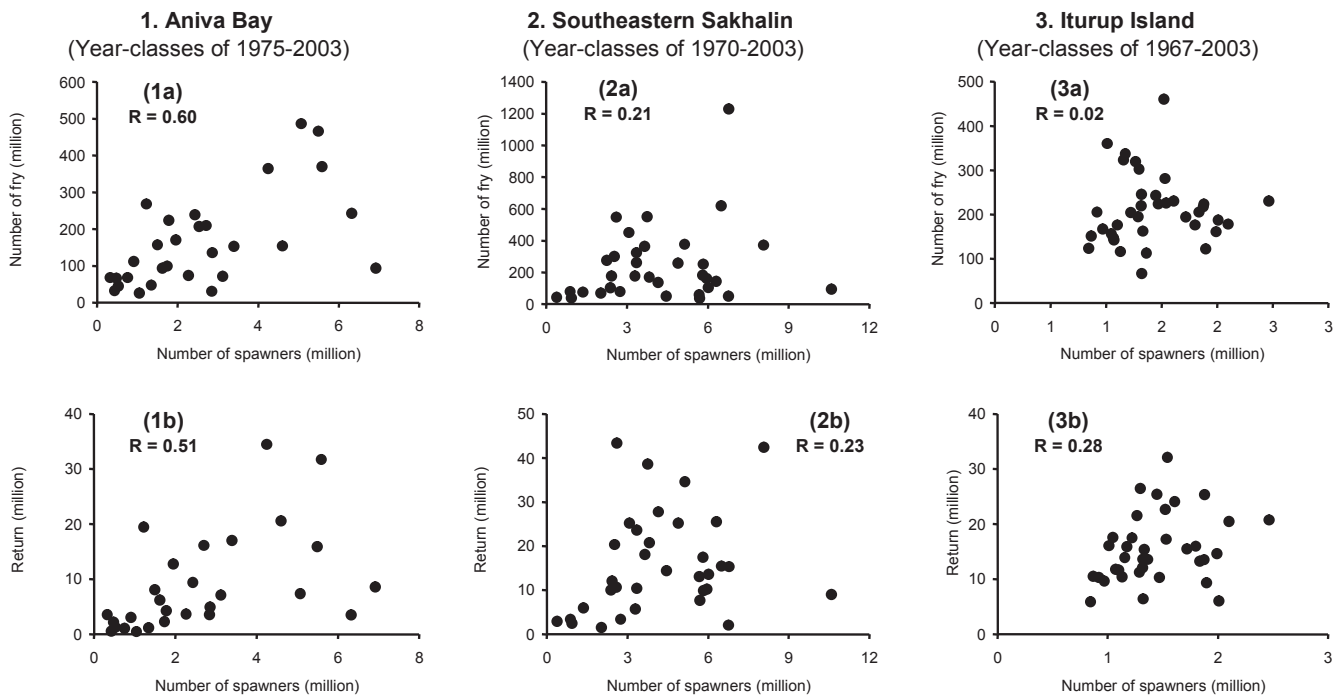 1. Aniva Bay
(Year-classes of 1975-2003)
2. Southeastern Sakhalin
(Year-classes of 1970-2003)
3. Iturup Island
(Year-classes of 1967-2003)
Number of fry (million)
600
500
400
300
200
100
0
(1a)
R = 0.60
0 2 4 6 8
Number of spawners (million)
Number of fry (million)
1400
1200
1000
800
600
400
200
0
(2a)
R = 0.21
0 3 6 9 12
Number of spawners (million)
Number of fry (million)
500
400
300
200
100
0
(3a)
R = 0.02
0 1 1 2 2 3 3
Number of spawners (million)
Return (million)
40
30
20
10
0
(1b)
R = 0.51
0 2 4 6 8
Number of spawners (million)
Return (million)
50
40
30
20
10
0
(2b)
R = 0.23
0 3 6 9 12
Number of spawners (million)
Return (million)
40
30
20
10
0
(3b)
R = 0.28
0 1 1 2 2 3 3
Number of spawners (million)